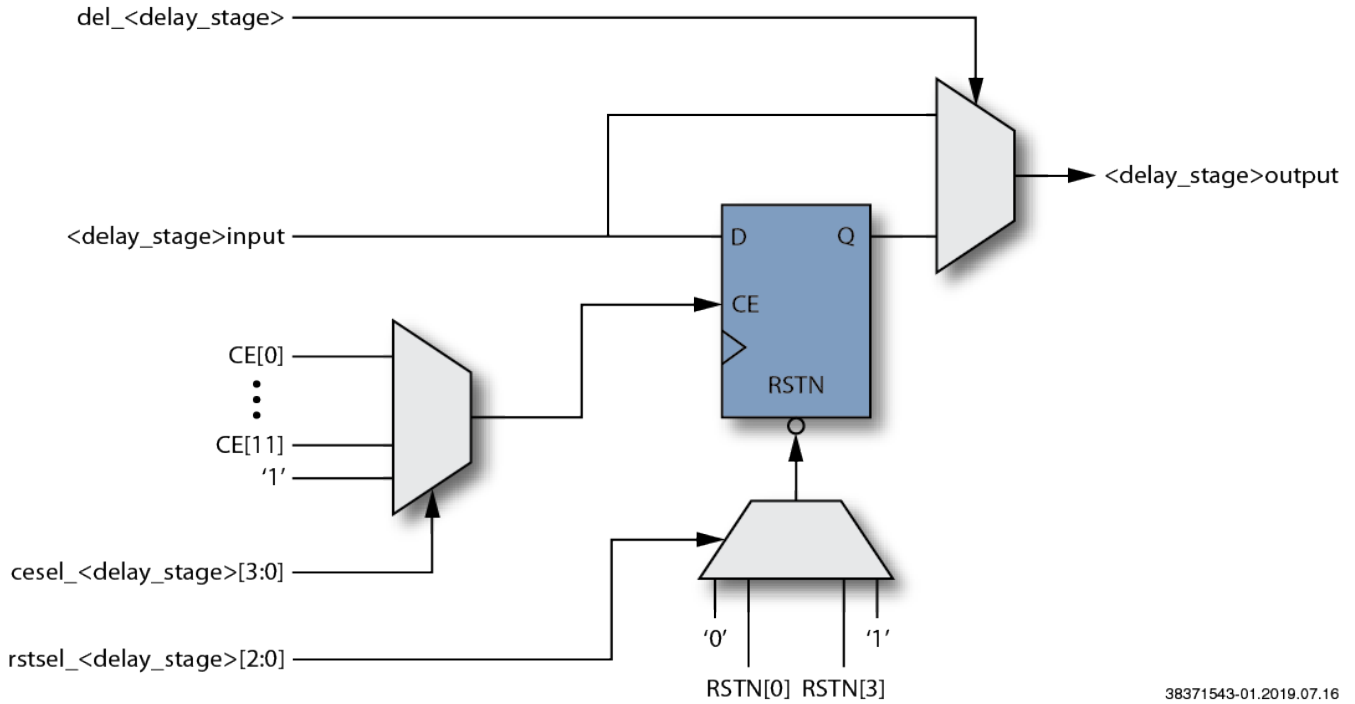 del_<delay_stage>
<delay_stage>output
<delay_stage>input
D
Q
CE
CE[0]
RSTN
CE[11]
‘1’
cesel_<delay_stage>[3:0]
‘0’
‘1’
rstsel_<delay_stage>[2:0]
RSTN[0] RSTN[3]
38371543-01.2019.07.16